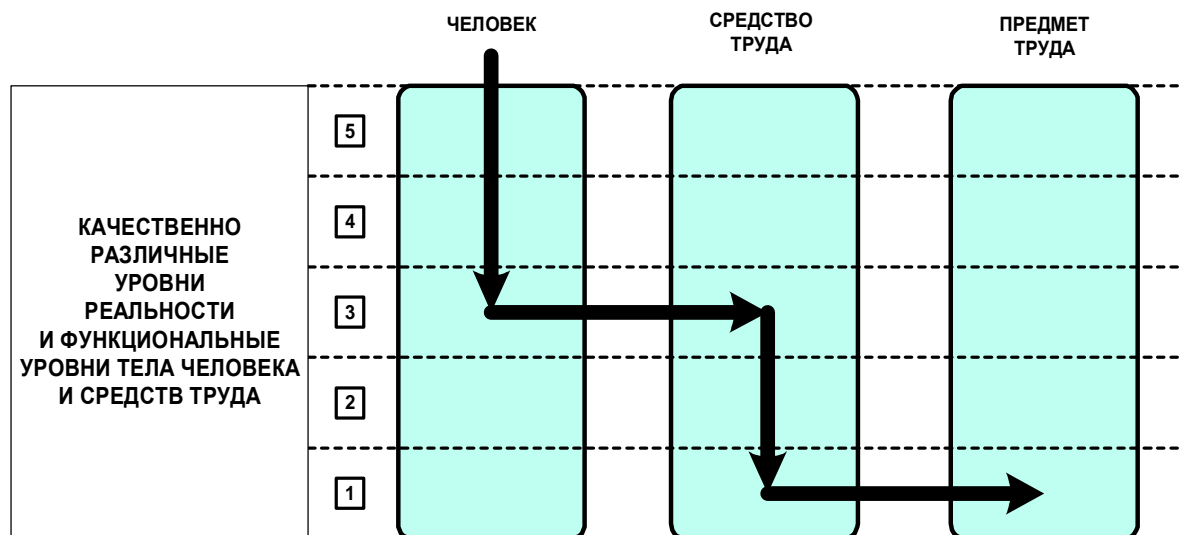 ЧЕЛОВЕК
СРЕДСТВО
ТРУДА
ПРЕДМЕТ
ТРУДА
КАЧЕСТВЕННО
РАЗЛИЧНЫЕ
УРОВНИ
РЕАЛЬНОСТИ
И ФУНКЦИОНАЛЬНЫЕ
УРОВНИ ТЕЛА ЧЕЛОВЕКА
И СРЕДСТВ ТРУДА
5
4
3
2
1